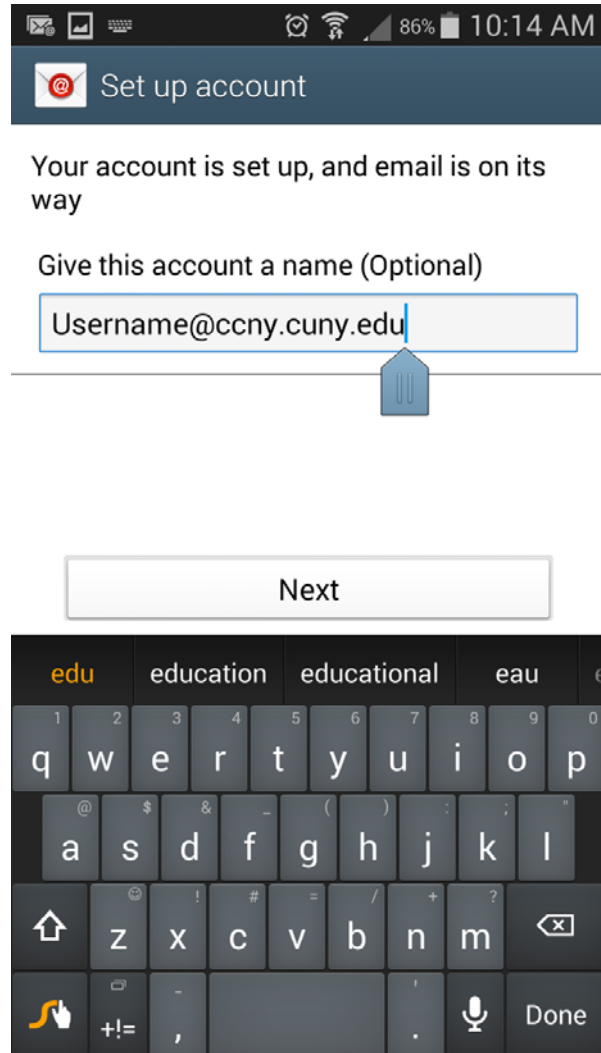 86% 10:14 AM
Set up account
Your account is set up, and email is on its
way
Give this account a name (Optional)
Username@ccny.cuny.edu
Next
edu education educational eau e
1 2 3 4 5 6 7 8 9 0
q w e r t y u i o p
@ $ & _ ( ) : ; "
a s d f g h j k l
! # = / + ?
z x c v b n m
- '
+!= , . Done